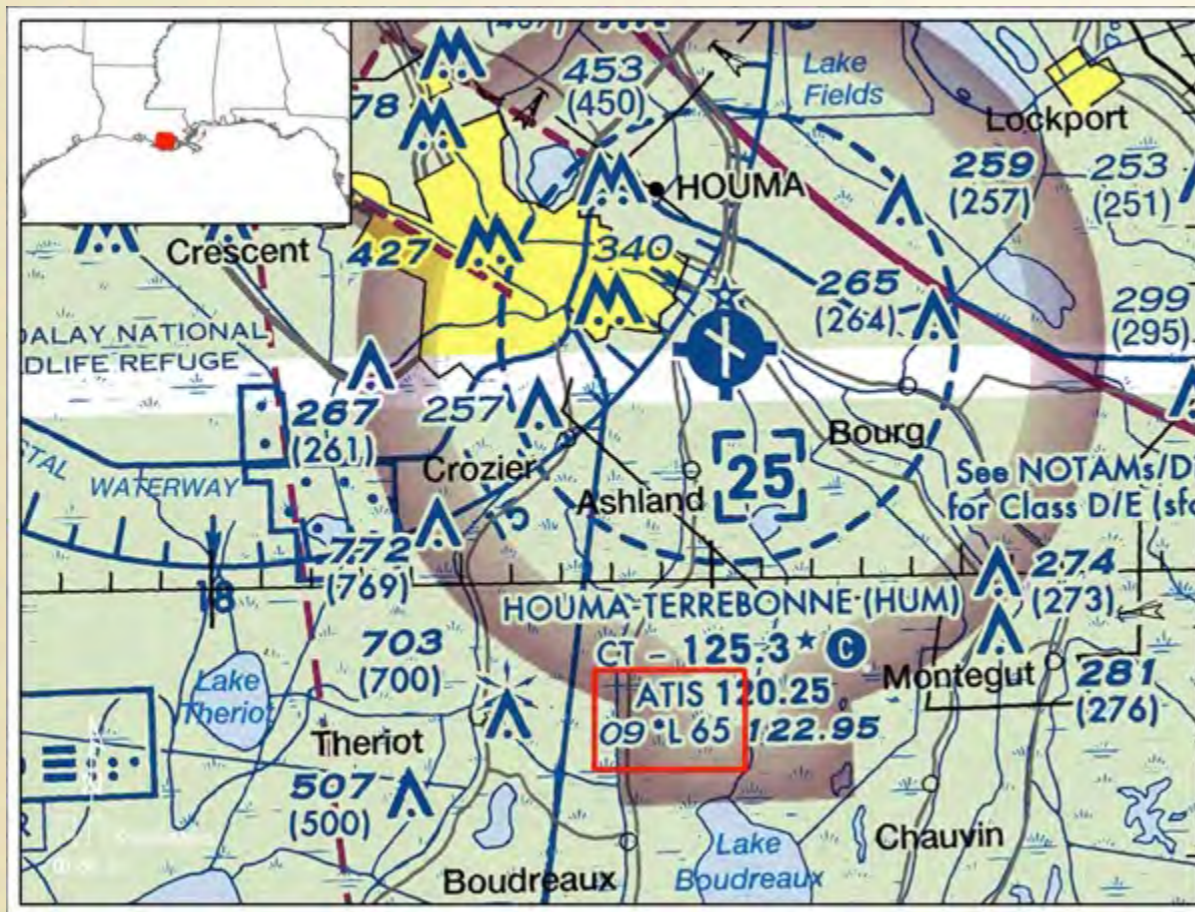 453
(450)
Lake
Fields
Lockport
78
HOUMA
259
(257)
253
(251)
Crescent
427
340
265
(264)
299
(295)
DALAY NATIONAL
DLIFE REFUGE
267
(261)
257
Bourg
Crozier
25
WATERWAY
Ashland
See NOTAMs/D
for Class D/E (sfc
772
(769)
274
(273)
18
HOUMA-TERREBONNE (HUM)
703
(700)
CT - 125.3 * C
Montegut
281
(276)
Lake
Theriot
ATIS 120.25
09 *L 65 122.95
Theriot
507
(500)
Chauvin
Lake
Boudreaux
Boudreaux